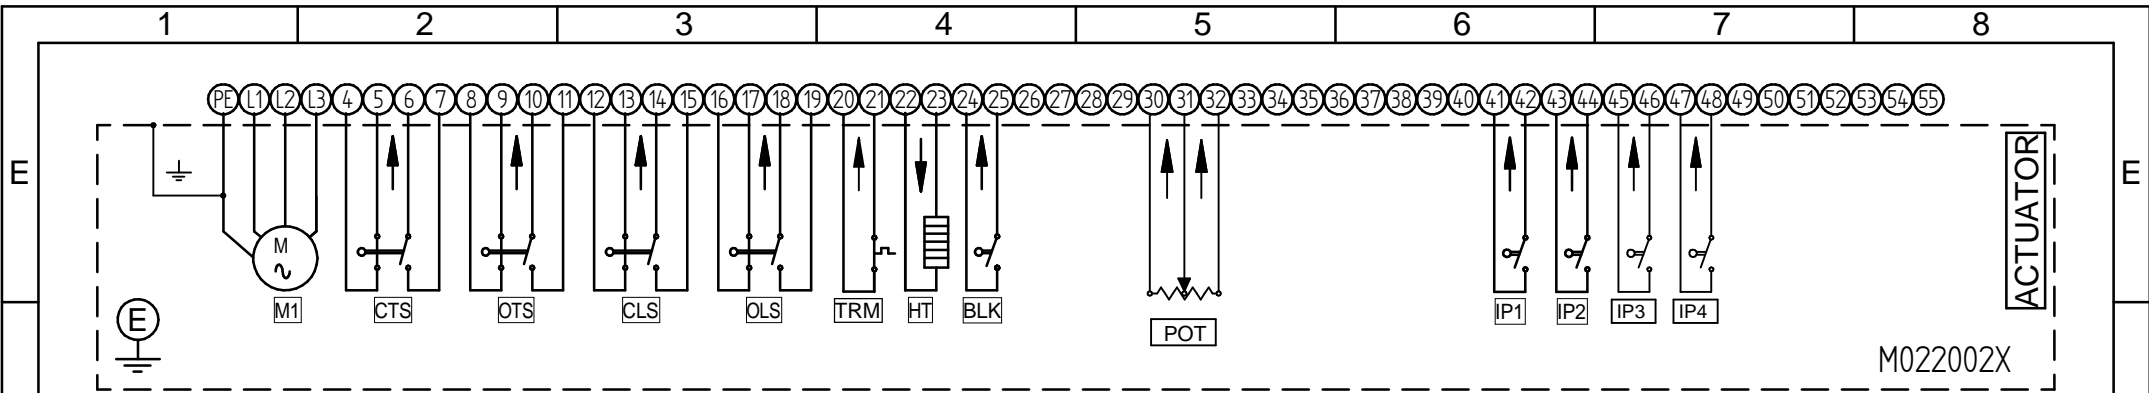 1 2 3 4 5 6 7 8
PE L1 L2 L3 4 5 6 7 8 9 10 11 12 13 14 15 16 17 18 19 20 21 22 23 24 25 26 27 28 29 30 31 32 33 34 35 36 37 38 39 40 41 42 43 44 45 46 47 48 49 50 51 52 53 54 55
E E
ACTUATOR
M
M1 CTS OTS CLS OLS TRM HT BLK POT IP1 IP2 IP3 IP4
E
M022002X